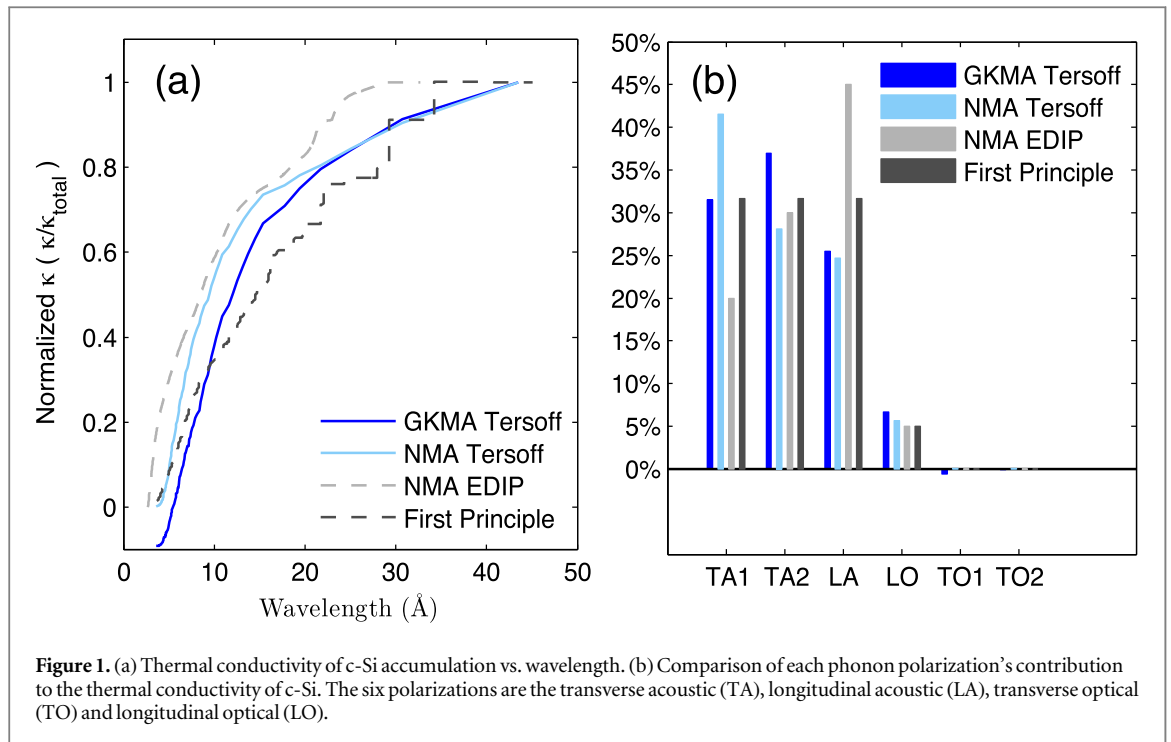 (a)
1
0.8
0.6
0.4
0.2
0
Normalized κ ( κ/κtotal )
0 10 20 30 40 50
Wavelength (Å)
GKMA Tersoff
NMA Tersoff
NMA EDIP
First Principle
(b)
50%
45%
40%
35%
30%
25%
20%
15%
10%
5%
0%
GKMA Tersoff
NMA Tersoff
NMA EDIP
First Principle
TA1 TA2 LA LO TO1 TO2
Figure 1. (a) Thermal conductivity of c-Si accumulation vs. wavelength. (b) Comparison of each phonon polarization's contribution
to the thermal conductivity of c-Si. The six polarizations are the transverse acoustic (TA), longitudinal acoustic (LA), transverse optical
(TO) and longitudinal optical (LO).